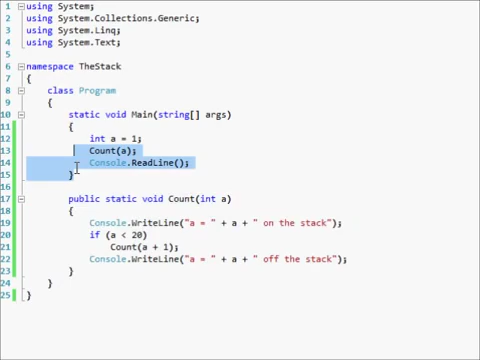 1 using System;
2 using System.Collections.Generic;
3 using System.Linq;
4 using System.Text;
5
6 namespace TheStack
7 {
8 class Program
9 {
10 static void Main(string[] args)
11 {
12 int a = 1;
13 Count(a);
14 Console.ReadLine();
15 }
16
17 public static void Count(int a)
18 {
19 Console.WriteLine("a = " + a + " on the stack");
20 if (a < 20)
21 Count(a + 1);
22 Console.WriteLine("a = " + a + " off the stack");
23 }
24 }
25 }